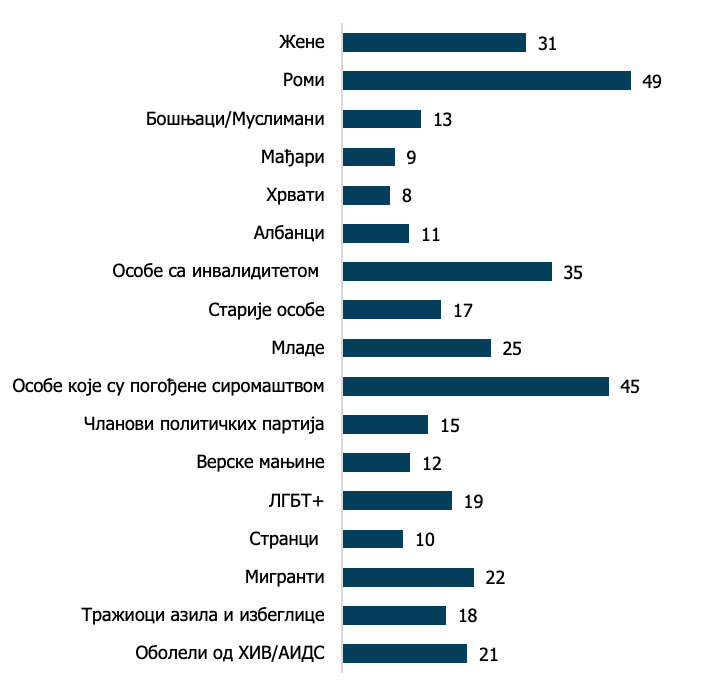 Жене 31
Роми 49
Бошњаци/Муслимани 13
Мађари 9
Хрвати 8
Албанци 11
Особе са инвалидитетом 35
Старије особе 17
Младе 25
Особе које су погођене сиромаштвом 45
Чланови политичких партија 15
Верске мањине 12
ЛГБТ+ 19
Странци 10
Мигранти 22
Тражиоци азила и избеглице 18
Оболели од ХИВ/АИДС 21